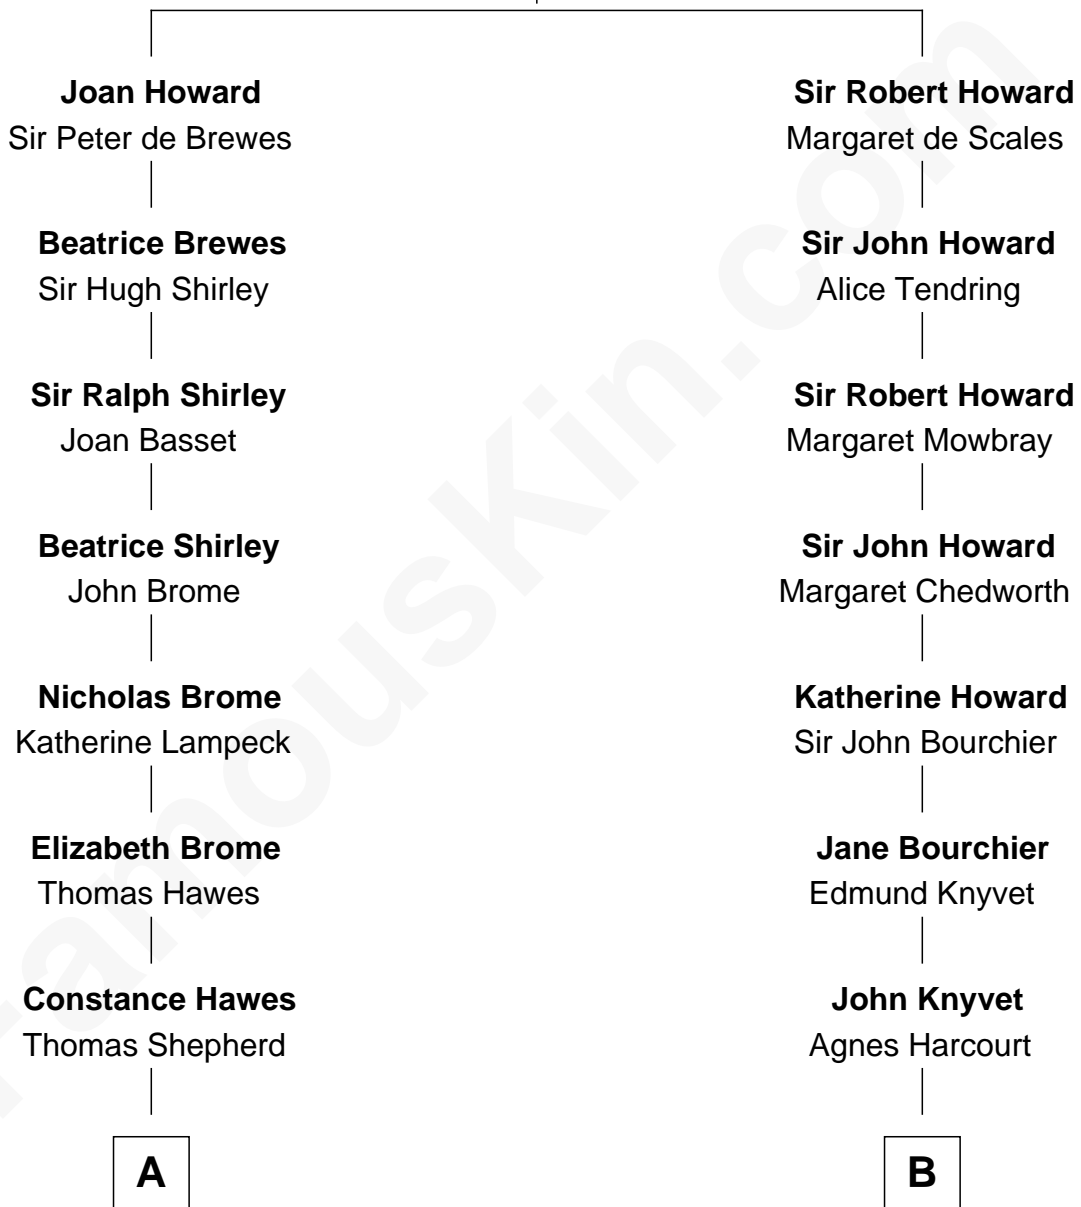 Joan Howard
Sir Peter de Brewes
Beatrice Brewes
Sir Hugh Shirley
Sir Ralph Shirley
Joan Basset
Beatrice Shirley
John Brome
Nicholas Brome
Katherine Lampeck
Elizabeth Brome
Thomas Hawes
Constance Hawes
Thomas Shepherd
A
Sir Robert Howard
Margaret de Scales
Sir John Howard
Alice Tendring
Sir Robert Howard
Margaret Mowbray
Sir John Howard
Margaret Chedworth
Katherine Howard
Sir John Bourchier
Jane Bourchier
Edmund Knyvet
John Knyvet
Agnes Harcourt
B
FamousKin.com